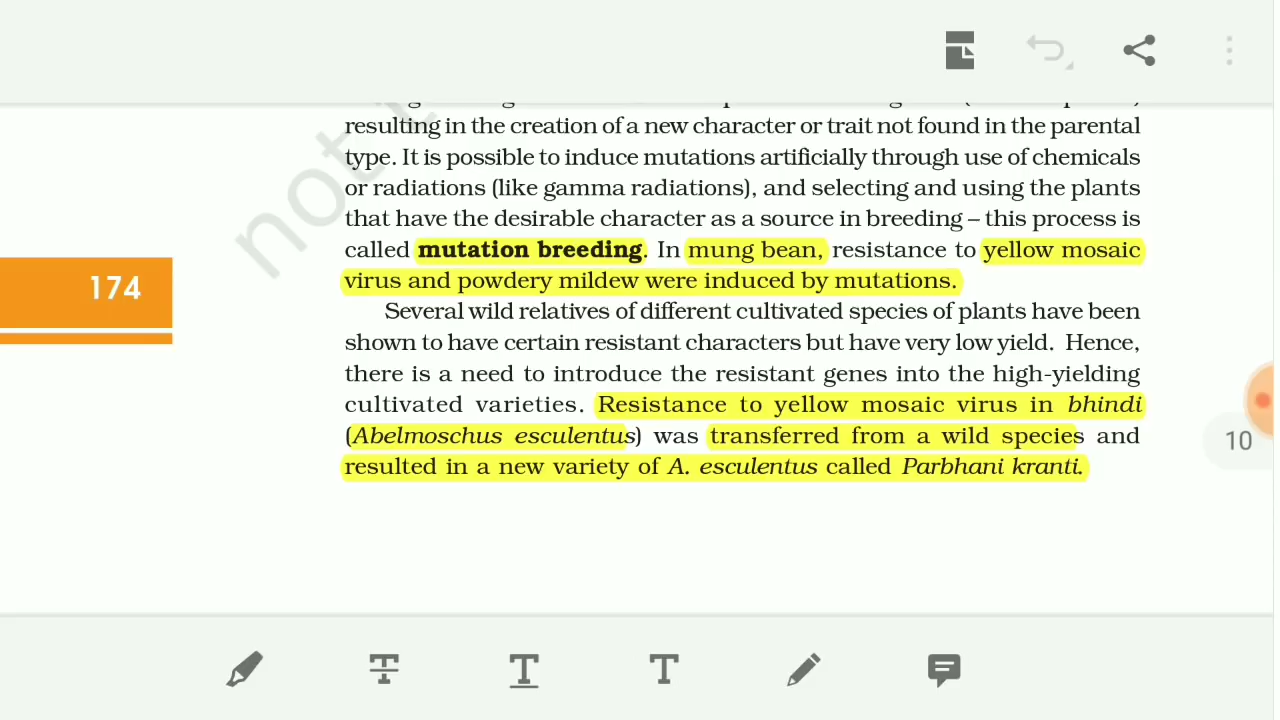 resulting in the creation of a new character or trait not found in the parental
type. It is possible to induce mutations artificially through use of chemicals
or radiations (like gamma radiations), and selecting and using the plants
that have the desirable character as a source in breeding – this process is
called mutation breeding. In mung bean, resistance to yellow mosaic
virus and powdery mildew were induced by mutations.
174
Several wild relatives of different cultivated species of plants have been
shown to have certain resistant characters but have very low yield. Hence,
there is a need to introduce the resistant genes into the high-yielding
cultivated varieties. Resistance to yellow mosaic virus in bhindi
(Abelmoschus esculentus) was transferred from a wild species and
resulted in a new variety of A. esculentus called Parbhani kranti.
10
not